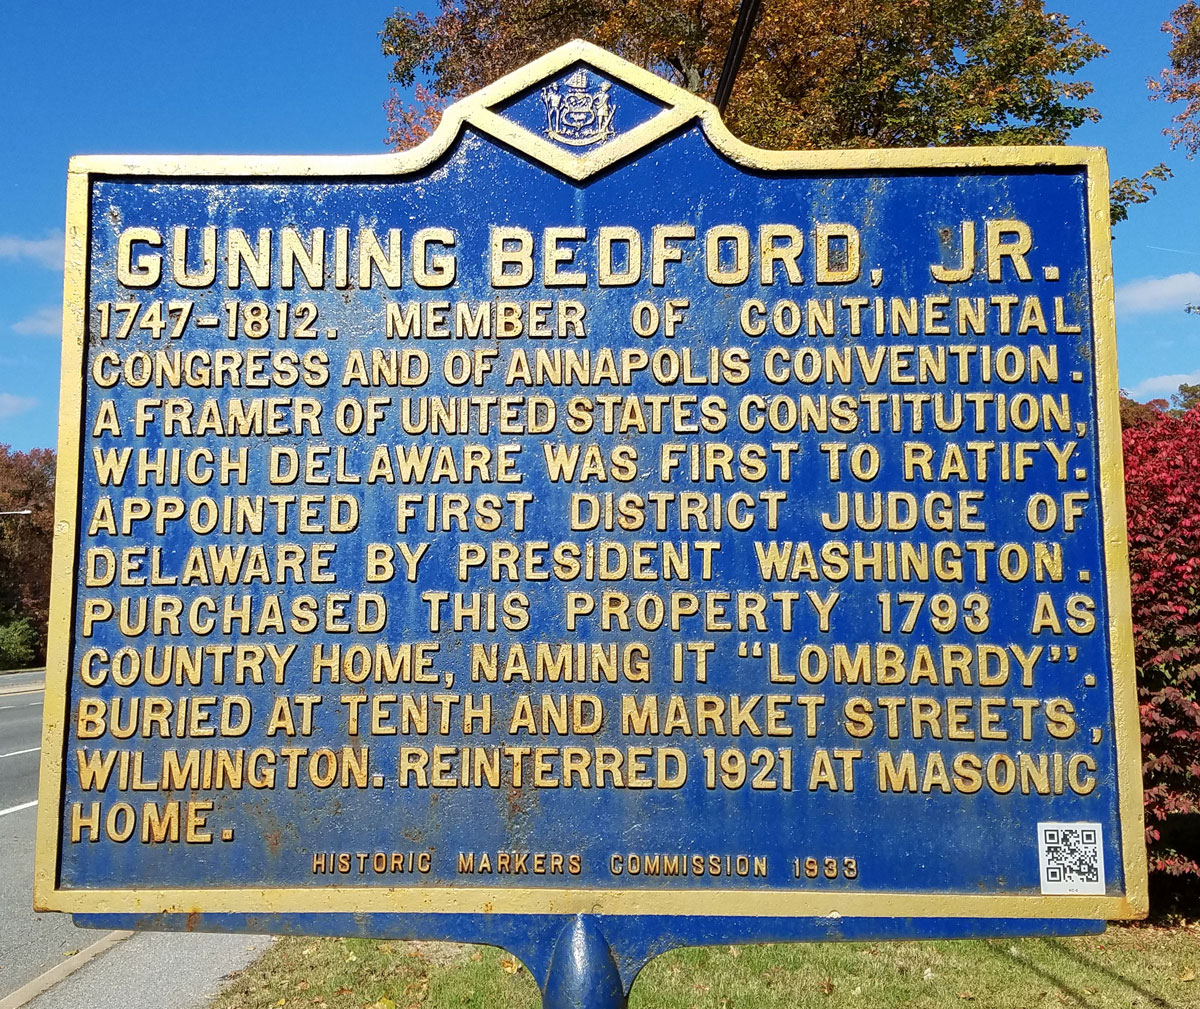 GUNNING BEDFORD, JR.
1747-1812. MEMBER OF CONTINENTAL
CONGRESS AND OF ANNAPOLIS CONVENTION.
A FRAMER OF UNITED STATES CONSTITUTION,
WHICH DELAWARE WAS FIRST TO RATIFY.
APPOINTED FIRST DISTRICT JUDGE OF
DELAWARE BY PRESIDENT WASHINGTON.
PURCHASED THIS PROPERTY 1793 AS
COUNTRY HOME, NAMING IT "LOMBARDY".
BURIED AT TENTH AND MARKET STREETS,
WILMINGTON. REINTERRED 1921 AT MASONIC
HOME.
HISTORIC MARKERS COMMISSION 1933